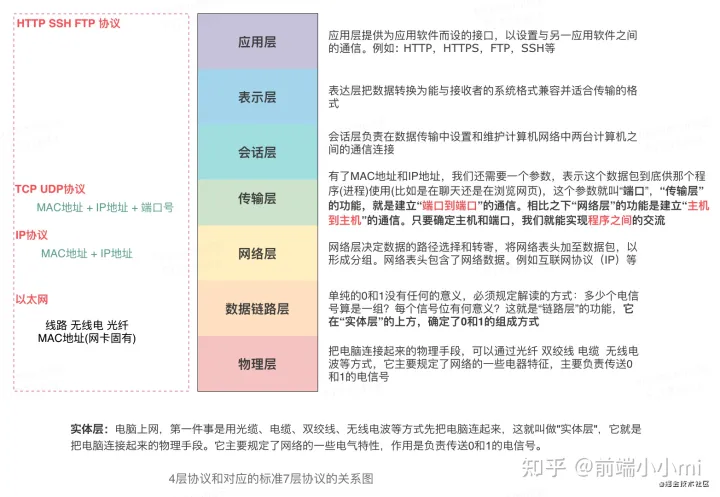 HTTP SSH FTP 协议
应用层
应用层提供为应用软件而设的接口，以设置与另一应用软件之间
的通信。例如：HTTP，HTTPS，FTP，SSH等
表示层
表达层把数据转换为能与接收者的系统格式兼容并适合传输的格
式
会话层
会话层负责在数据传输中设置和维护计算机网络中两台计算机之
间的通信连接
TCP UDP协议
MAC地址 + IP地址 + 端口号
传输层
有了MAC地址和IP地址，我们还需要一个参数，表示这个数据包到底供那个程
序(进程)使用(比如是在聊天还是在浏览网页)，这个参数就叫“端口”，“传输层”
的功能，就是建立“端口到端口”的通信。相比之下“网络层”的功能是建立“主机
到主机”的通信。只要确定主机和端口，我们就能实现程序之间的交流
IP协议
MAC地址 + IP地址
网络层
网络层决定数据的路径选择和转寄，将网络表头加至数据包，以
形成分组。网络表头包含了网络数据。例如互联网协议（IP）等
以太网
线路 无线电 光纤
MAC地址(网卡固有)
数据链路层
单纯的0和1没有任何的意义，必须规定解读的方式：多少个电信
号算是一组？每个信号位有何意义？这就是“链路层”的功能，它
在“实体层”的上方，确定了0和1的组成方式
物理层
把电脑连接起来的物理手段，可以通过光纤 双绞线 电缆 无线电
波等方式，它主要规定了网络的一些电器特征，主要负责传送0
和1的电信号
实体层：电脑上网，第一件事是用光缆、电缆、双绞线、无线电波等方式先把电脑连起来，这就叫做"实体层"，它就是
把电脑连接起来的物理手段。它主要规定了网络的一些电气特性，作用是负责传送0和1的电信号。
4层协议和对应的标准7层协议的关系图
知乎 @前端小小mi
@掘金技术社区